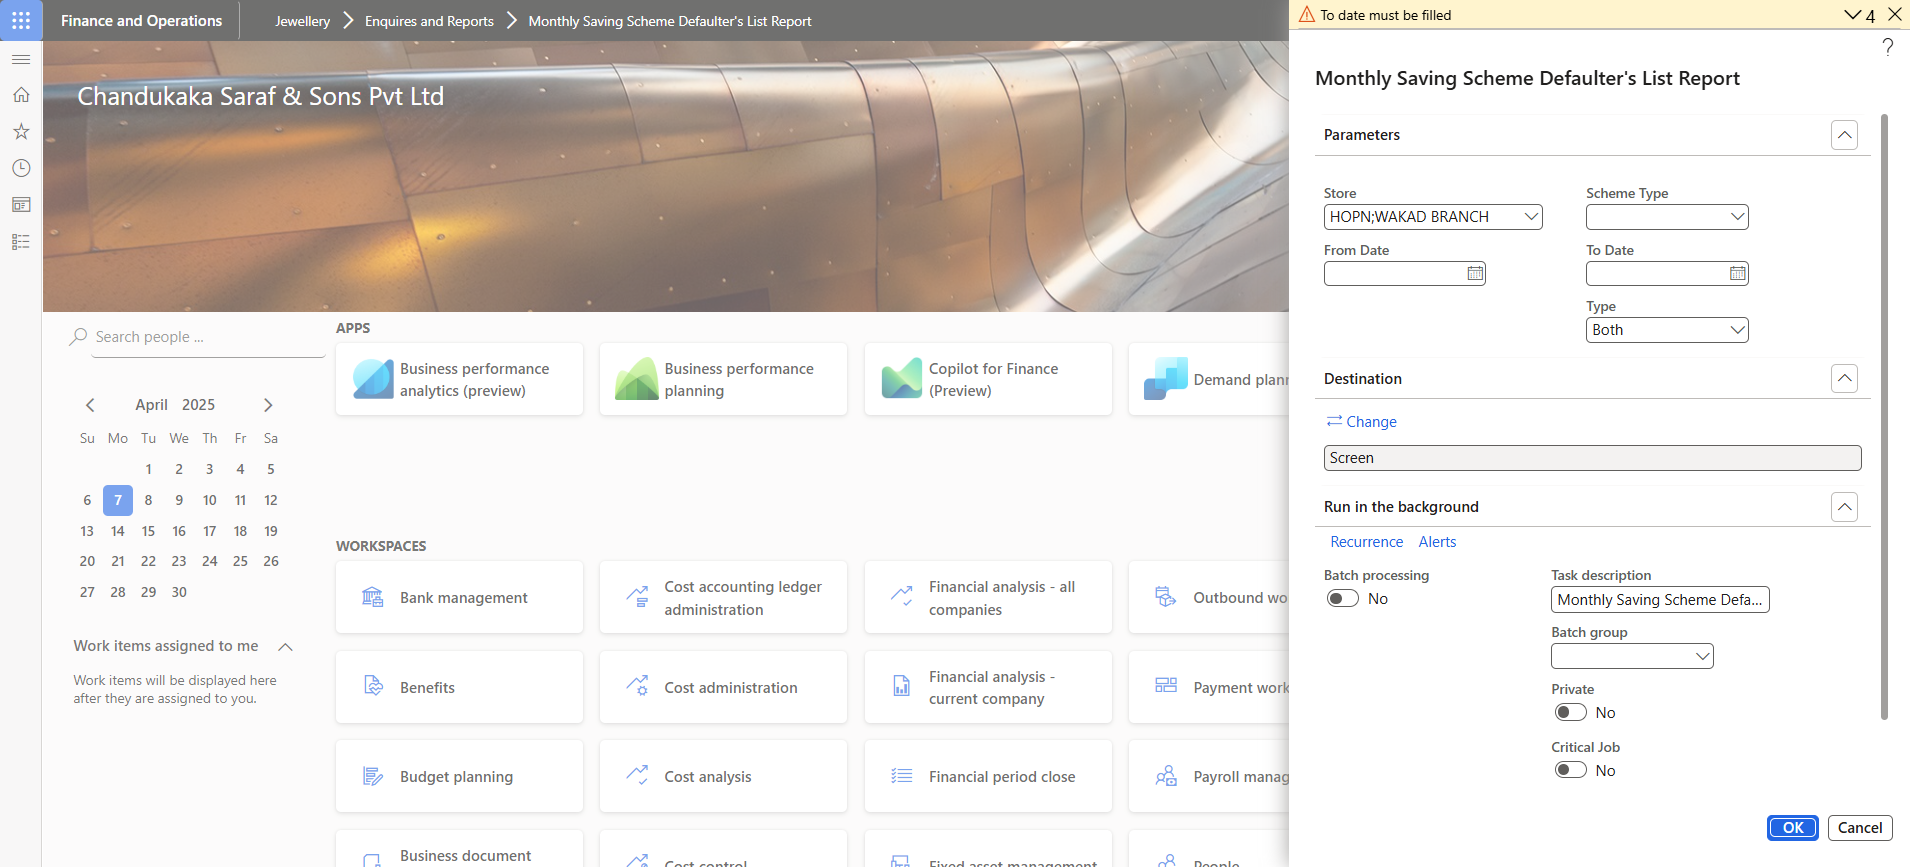 Finance and Operations
Jewellery > Enquires and Reports > Monthly Saving Scheme Defaulter's List Report
To date must be filled
4
?
Chandukaka Saraf & Sons Pvt Ltd
Search people ...
April 2025
Su Mo Tu We Th Fr Sa
1 2 3 4 5
6 7 8 9 10 11 12
13 14 15 16 17 18 19
20 21 22 23 24 25 26
27 28 29 30
Work items assigned to me
Work items will be displayed here
after they are assigned to you.
APPS
Business performance
analytics (preview)
Business performance
planning
Copilot for Finance
(Preview)
Demand plann
WORKSPACES
Bank management
Cost accounting ledger
administration
Financial analysis - all
companies
Outbound wo
Benefits
Cost administration
Financial analysis -
current company
Payment work
Budget planning
Cost analysis
Financial period close
Payroll manag
Business document
Cost control
Fixed asset management
People
Monthly Saving Scheme Defaulter's List Report
Parameters
Store
HOPN;WAKAD BRANCH
Scheme Type
From Date
To Date
Type
Both
Destination
Change
Screen
Run in the background
Recurrence Alerts
Batch processing
No
Task description
Monthly Saving Scheme Defa...
Batch group
Private
No
Critical Job
No
OK Cancel